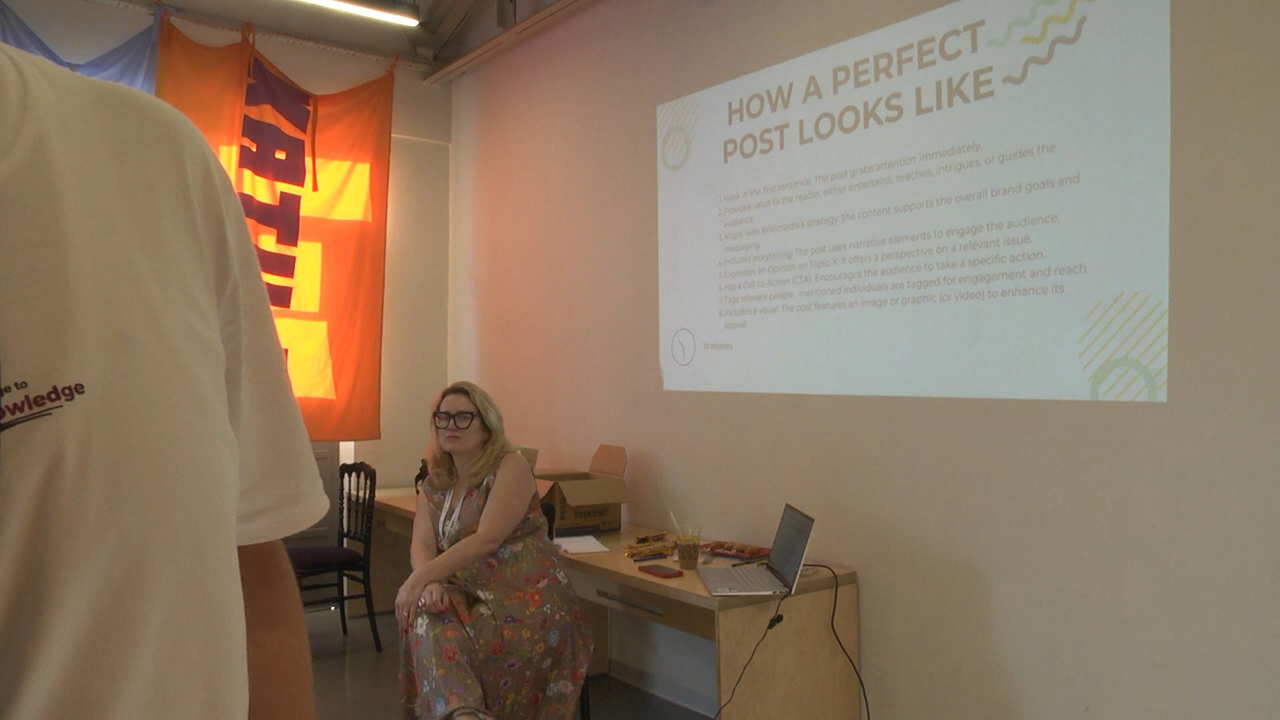 HOW A PERFECT
POST LOOKS LIKE
1. Hook in the first sentence: The post grabs attention immediately
2. Provides value to the reader: either entertains, teaches, intrigues, or guides the
audience
3. Aligns with Wikimedia's strategy: the content supports the overall brand goals and
messaging.
4. Includes storytelling: The post uses narrative elements to engage the audience.
5. Expresses an Opinion on Topic X: It offers a perspective on a relevant issue.
6. Has a Call-to-Action (CTA): Encourages the audience to take a specific action.
7. Tags relevant people: mentioned individuals are tagged for engagement and reach
8. Includes a visual: The post features an image or graphic (or video) to enhance its
appeal
ge to
owledge